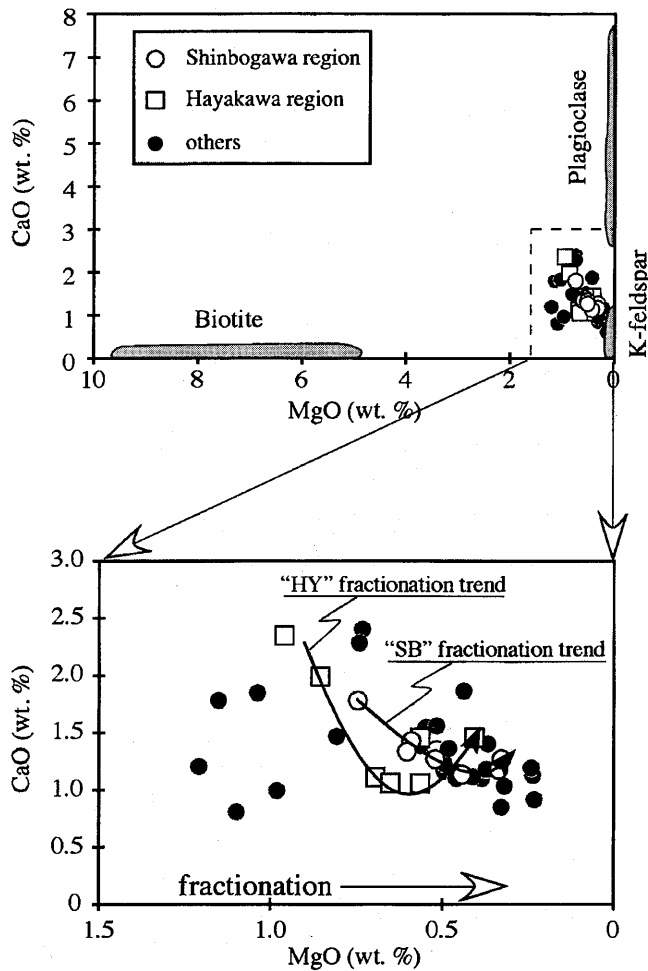 8
7
6
5
4
3
2
1
0
CaO (wt. %)
Shinbogawa region
Hayakawa region
others
Plagioclase
K-feldspar
Biotite
10 8 6 4 2 0
MgO (wt. %)
3.0
2.5
2.0
1.5
1.0
0.5
0
CaO (wt. %)
“HY” fractionation trend
“SB” fractionation trend
fractionation
1.5 1.0 0.5 0
MgO (wt. %)